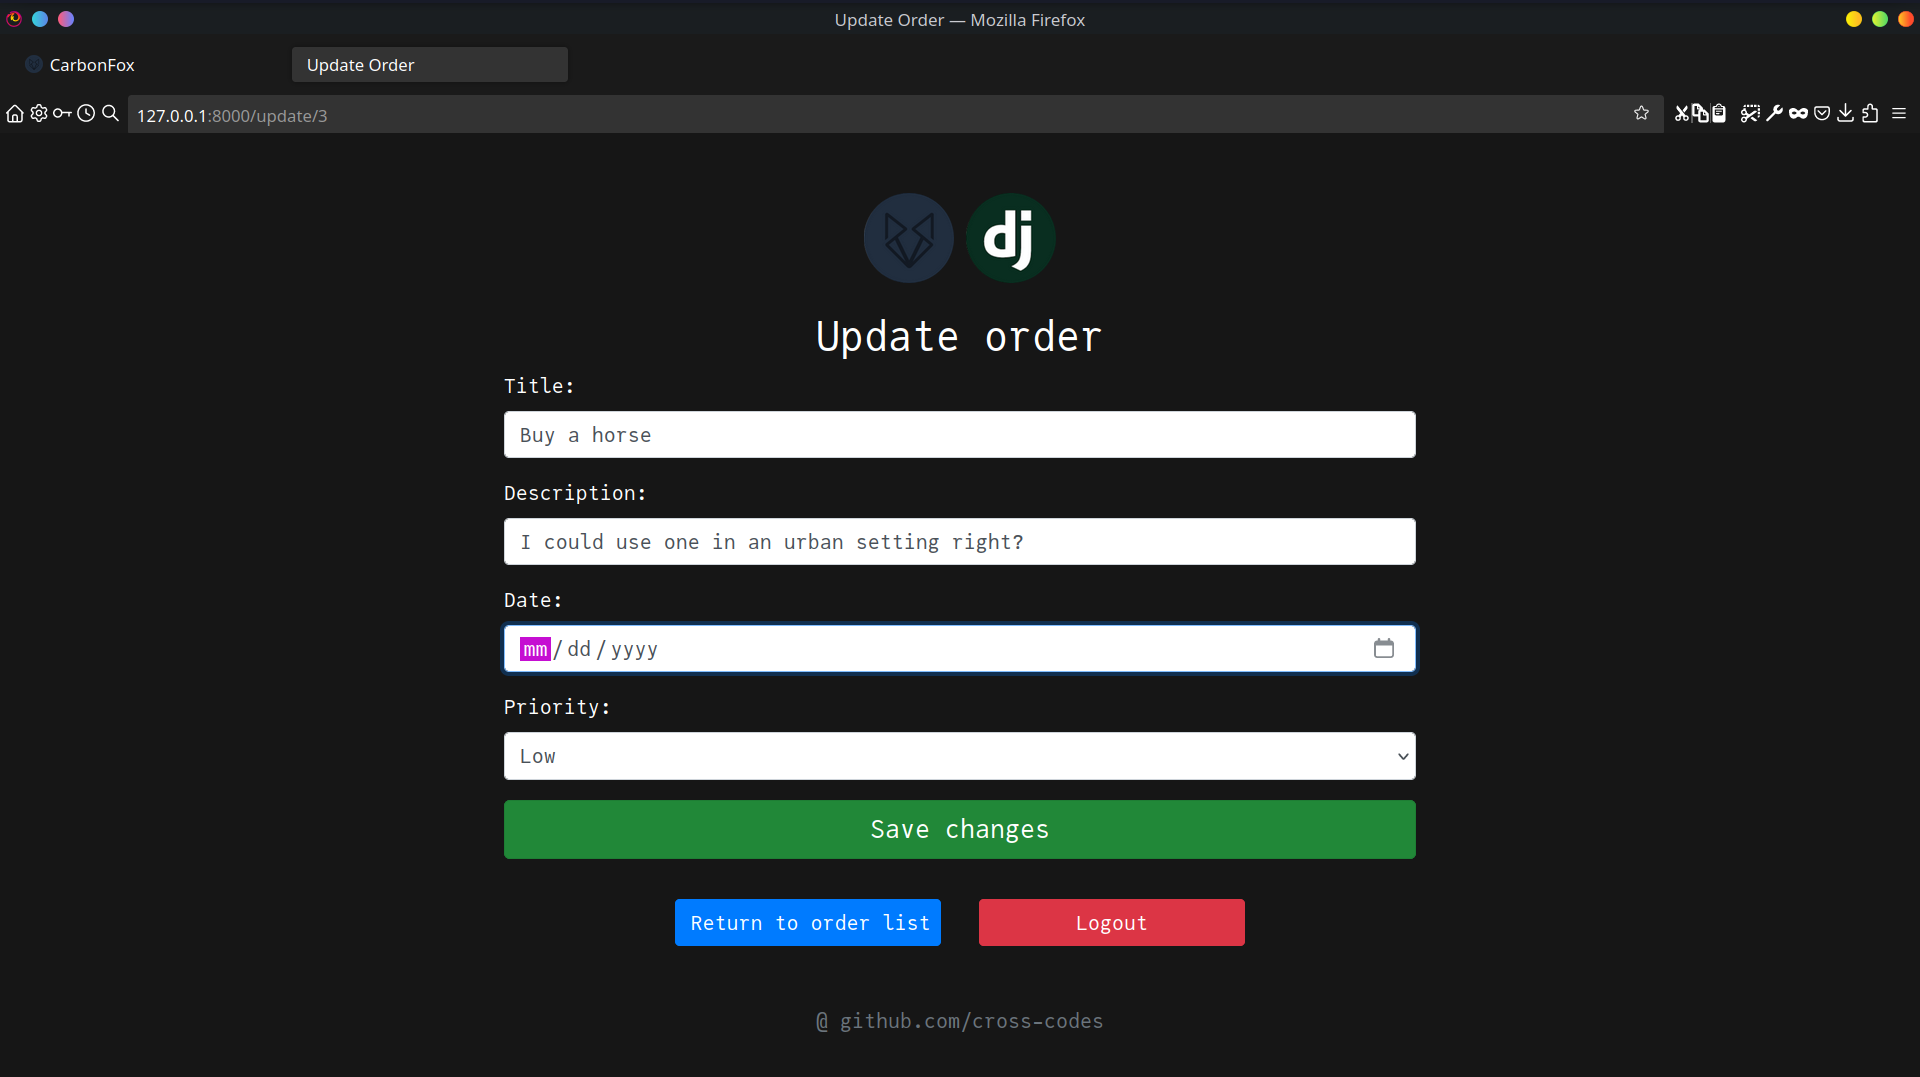 Update Order — Mozilla Firefox
CarbonFox
Update Order
127.0.0.1:8000/update/3
dj
Update order
Title:
Buy a horse
Description:
I could use one in an urban setting right?
Date:
mm/dd/yyyy
Priority:
Low
Save changes
Return to order list
Logout
@ github.com/cross-codes